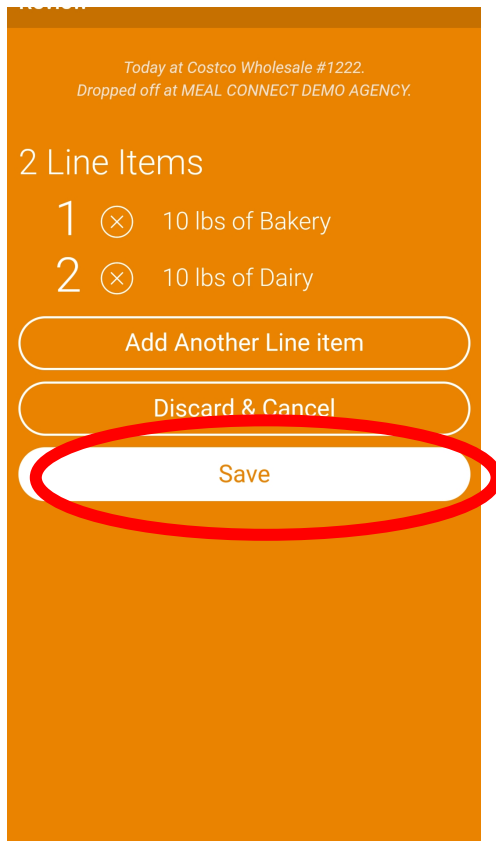 Today at Costco Wholesale #1222.
Dropped off at MEAL CONNECT DEMO AGENCY.
2 Line Items
1 10 lbs of Bakery
2 10 lbs of Dairy
Add Another Line item
Discard & Cancel
Save